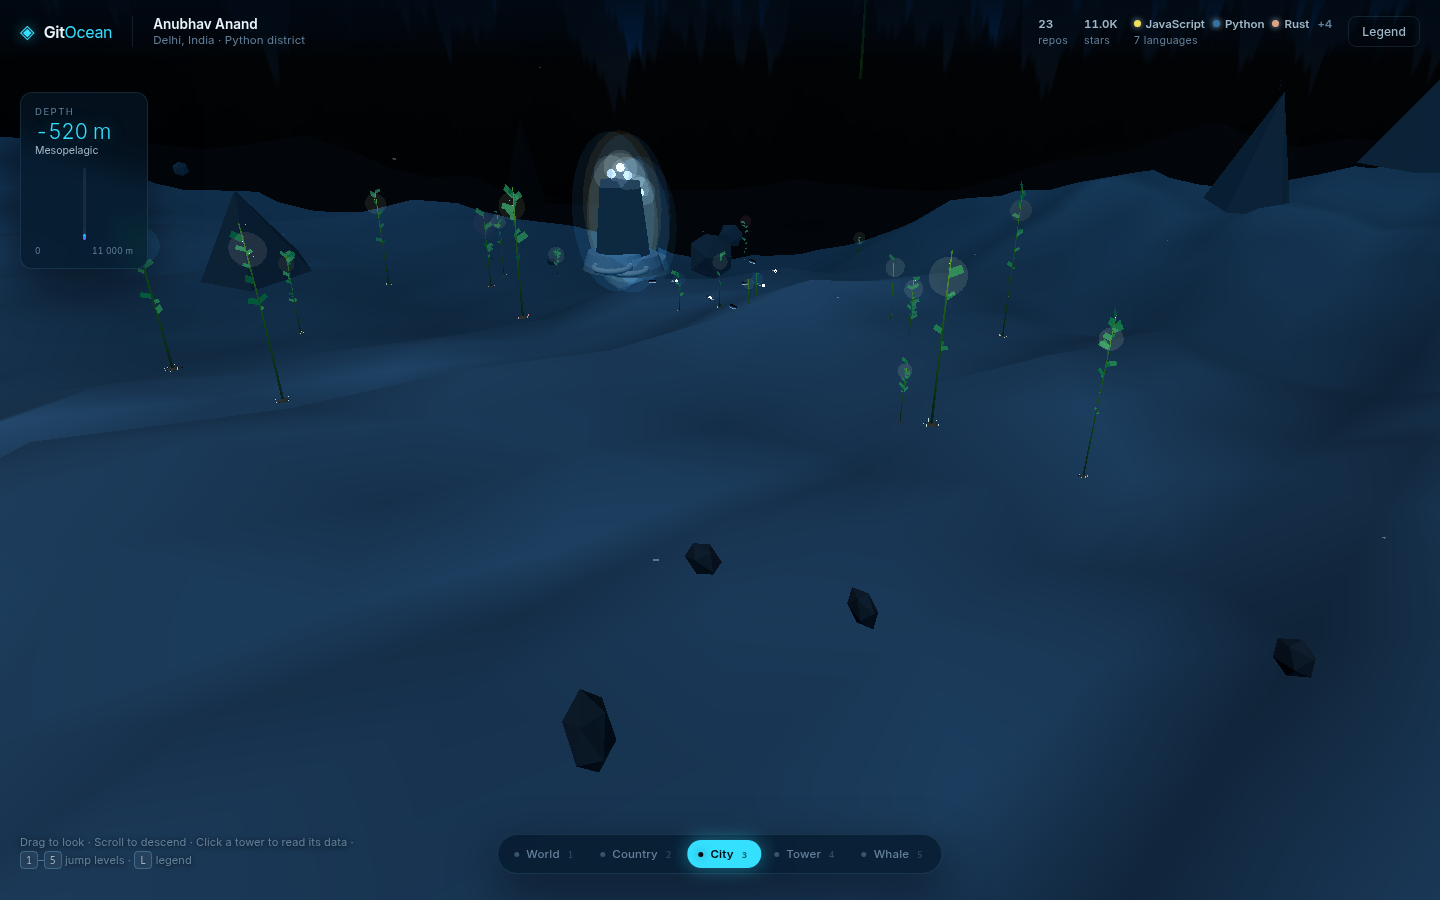 GitOcean
Anubhav Anand
Delhi, India · Python district
23 repos
11.0K stars
JavaScript Python Rust +4
7 languages
Legend
DEPTH
-520 m
Mesopelagic
0 11 000 m
Drag to look · Scroll to descend · Click a tower to read its data ·
1–5 jump levels · L legend
World 1 Country 2 City 3 Tower 4 Whale 5